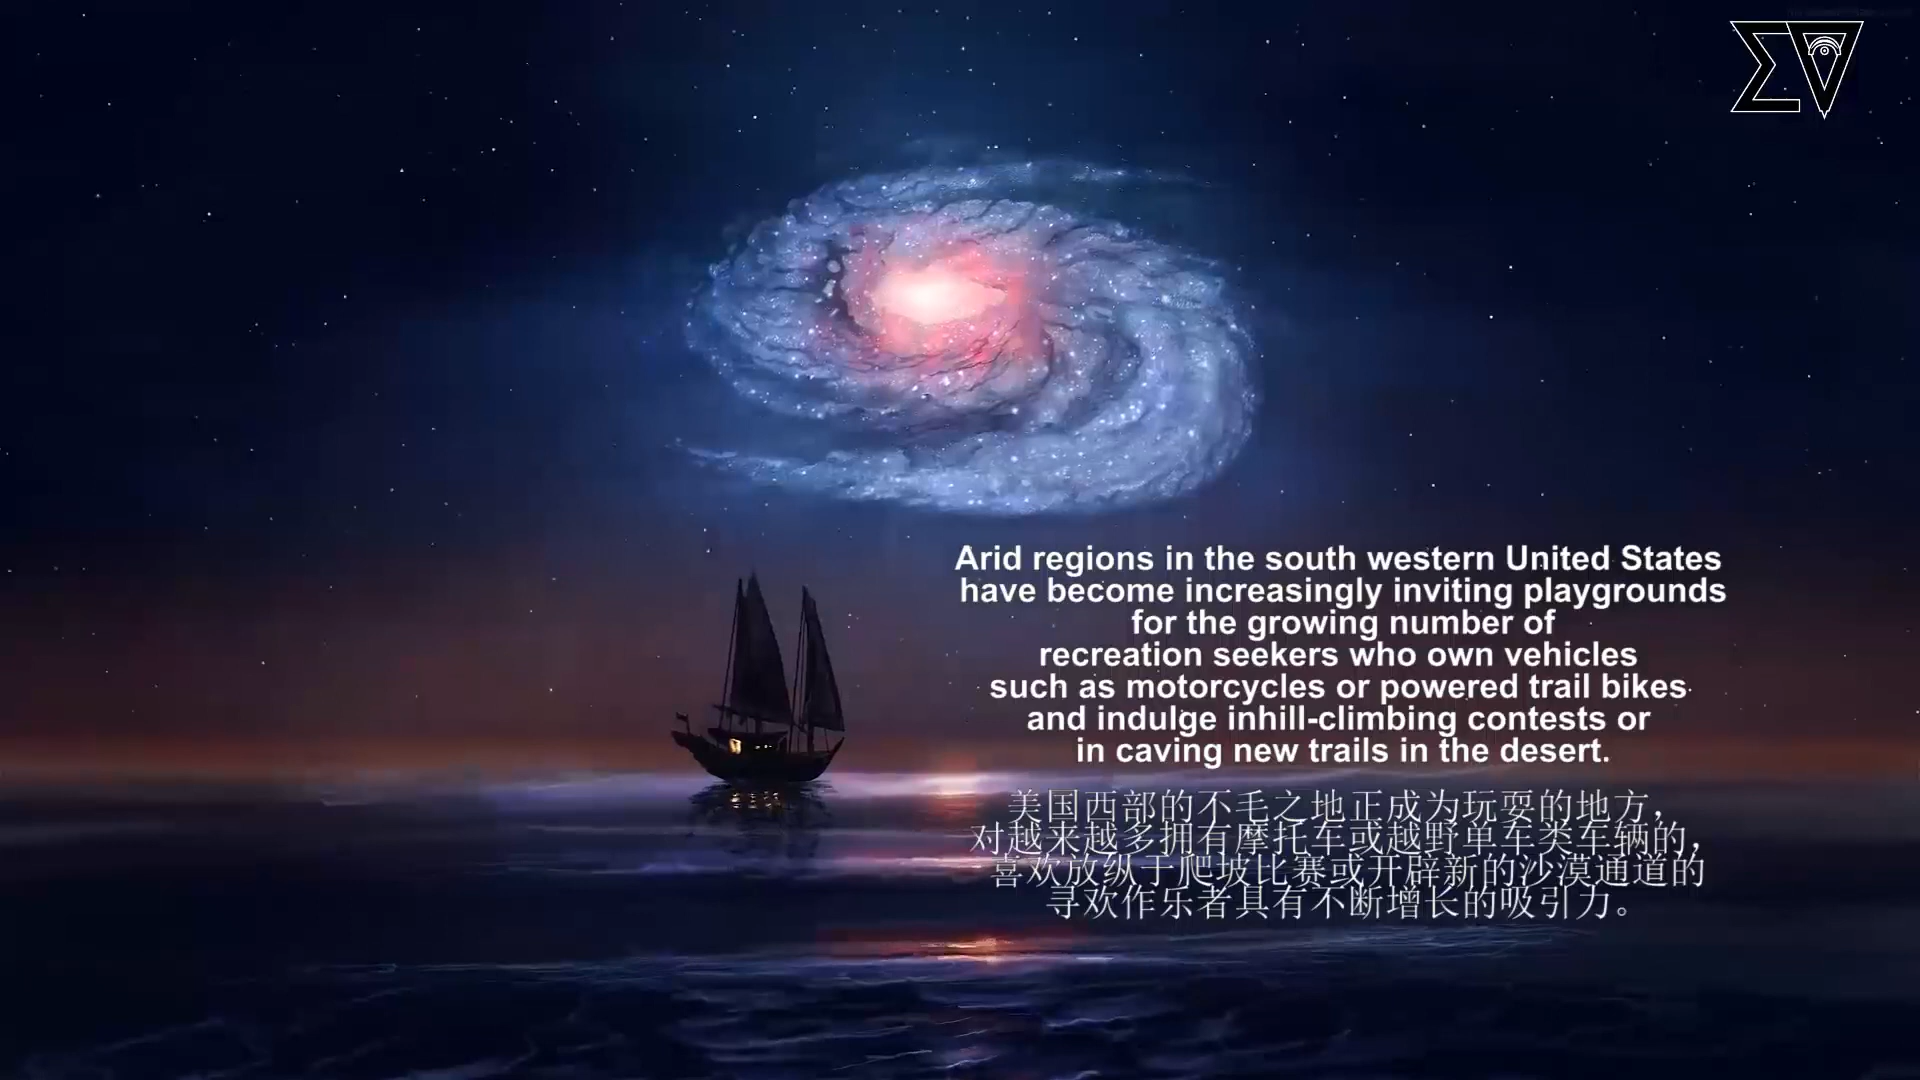 Arid regions in the south western United States
have become increasingly inviting playgrounds
for the growing number of
recreation seekers who own vehicles
such as motorcycles or powered trail bikes
and indulge inhill-climbing contests or
in caving new trails in the desert.
美国西部的不毛之地正成为玩耍的地方，
对越来越多拥有摩托车或越野单车类车辆的，
喜欢放纵于爬坡比赛或开辟新的沙漠通道的
寻欢作乐者具有不断增长的吸引力。